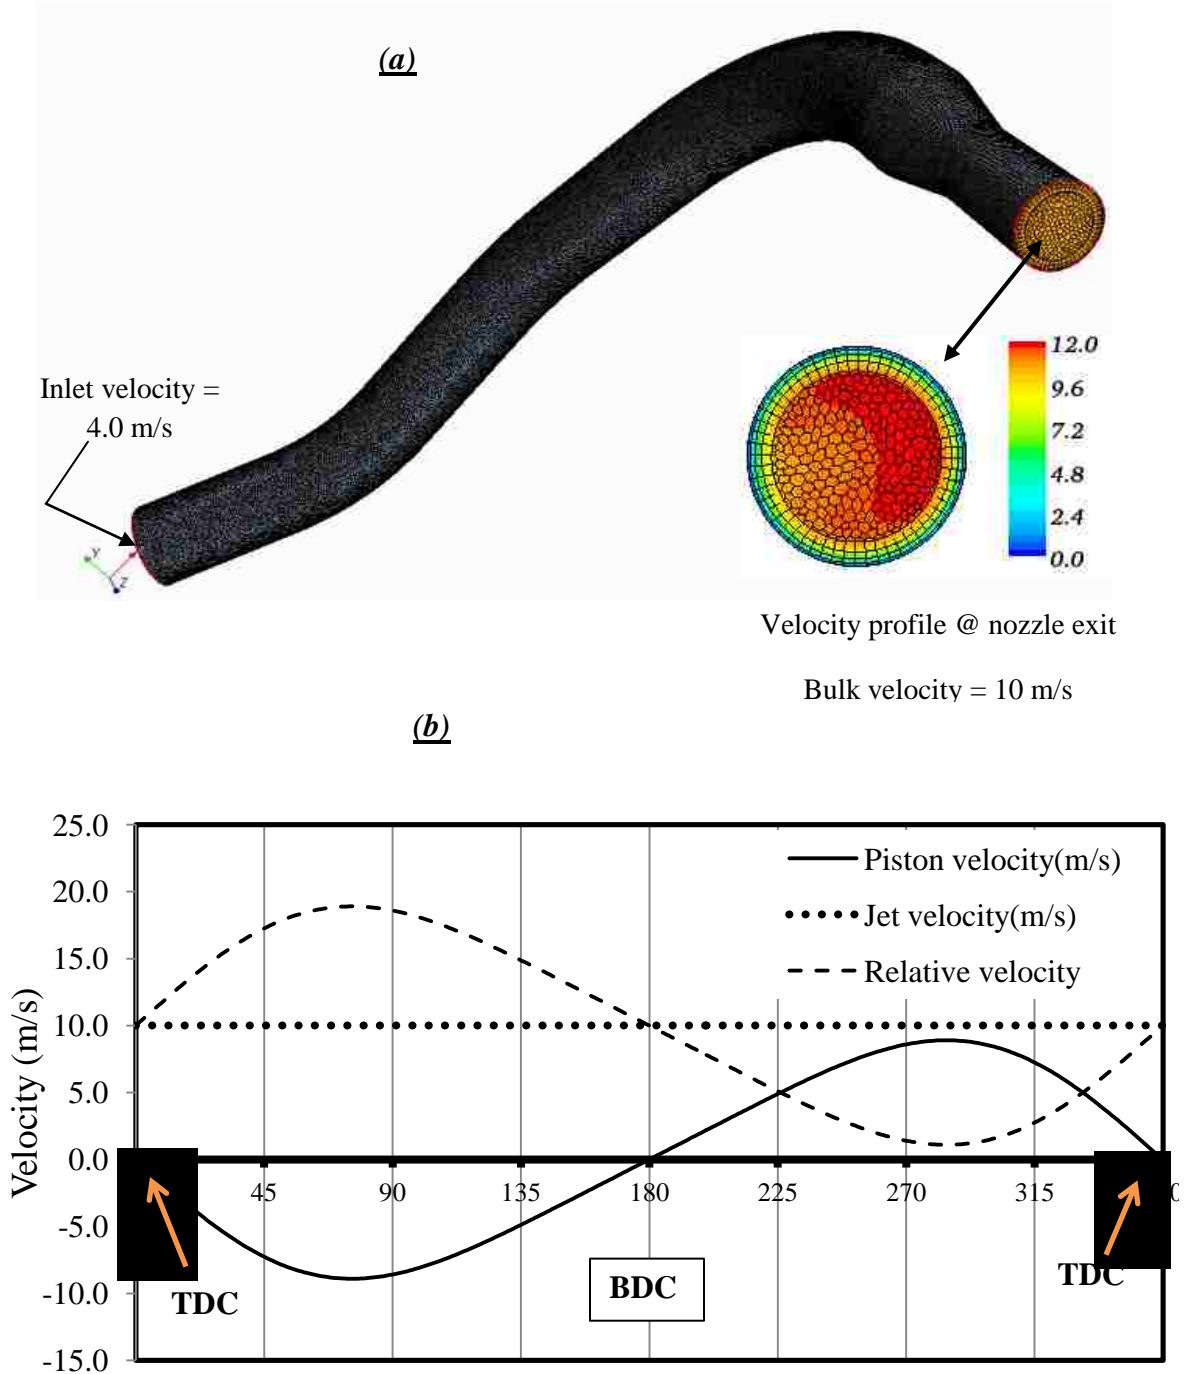 (a)
Inlet velocity =
4.0 m/s
Y
Z
12.0
9.6
7.2
4.8
2.4
0.0
Velocity profile @ nozzle exit
Bulk velocity = 10 m/s
(b)
25.0
20.0
15.0
10.0
5.0
0.0
-5.0
-10.0
-15.0
Velocity (m/s)
Piston velocity(m/s)
Jet velocity(m/s)
Relative velocity
45 90 135 180 225 270 315 0
TDC
BDC
TDC